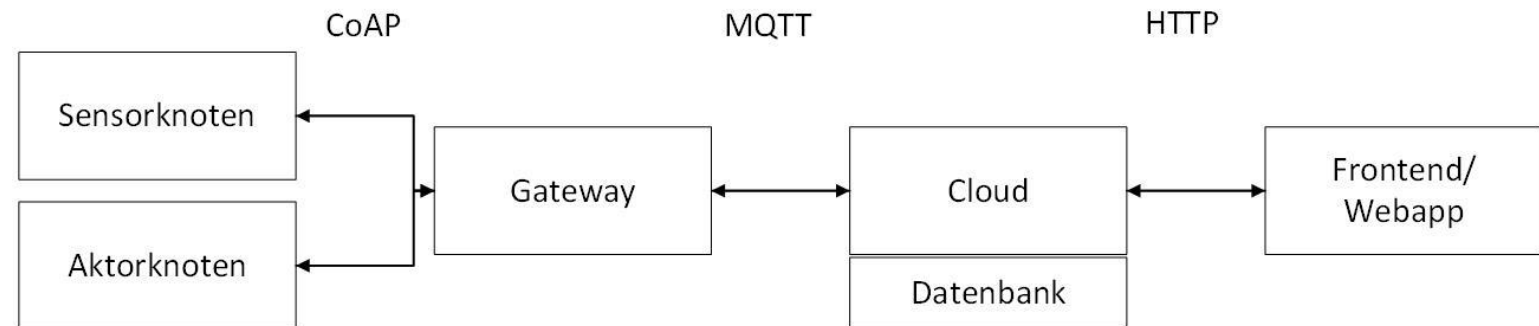 CoAP
MQTT
HTTP
Sensorknoten
Aktorknoten
Gateway
Cloud
Datenbank
Frontend/
Webapp